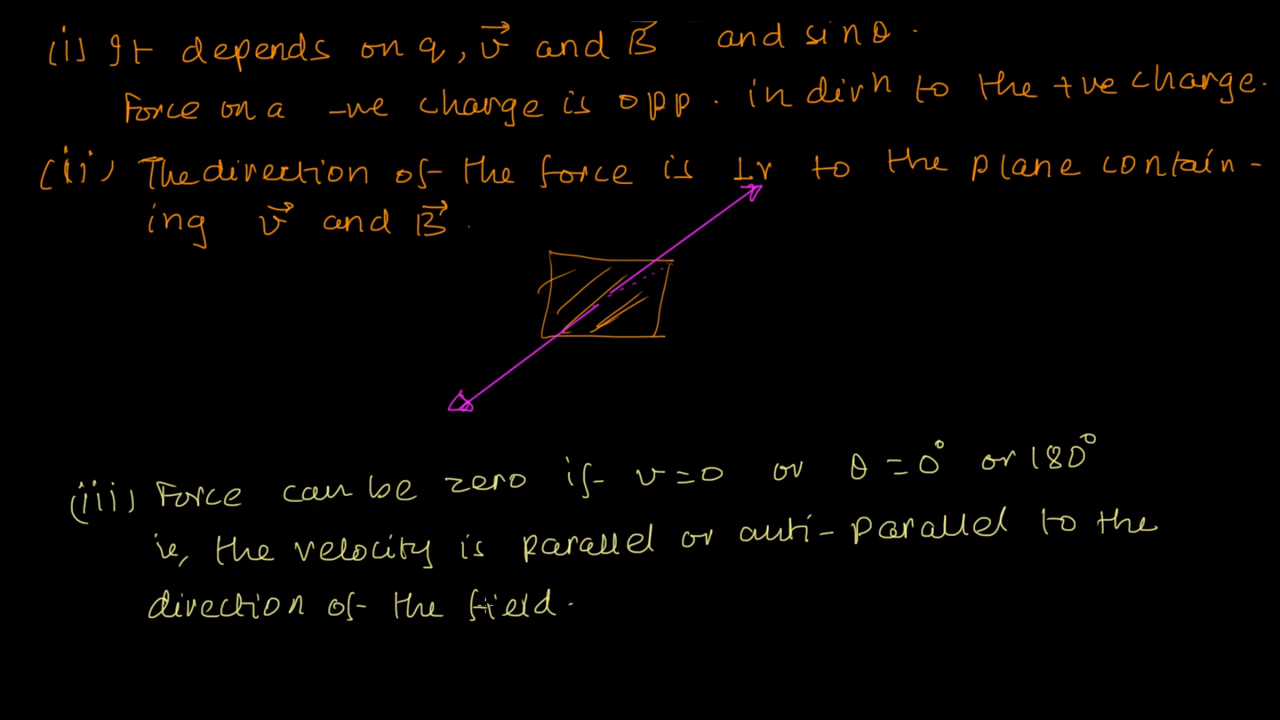 (i) It depends on q, v⃗ and B⃗ and sinθ.
Force on a -ve charge is opp. in dirn to the +ve charge.
(ii) The direction of the force is ⊥r to the plane contain-
ing v⃗ and B⃗.
(iii) Force can be zero if v=0 or θ=0° or 180°
ie, the velocity is parallel or anti-parallel to the
direction of the field.